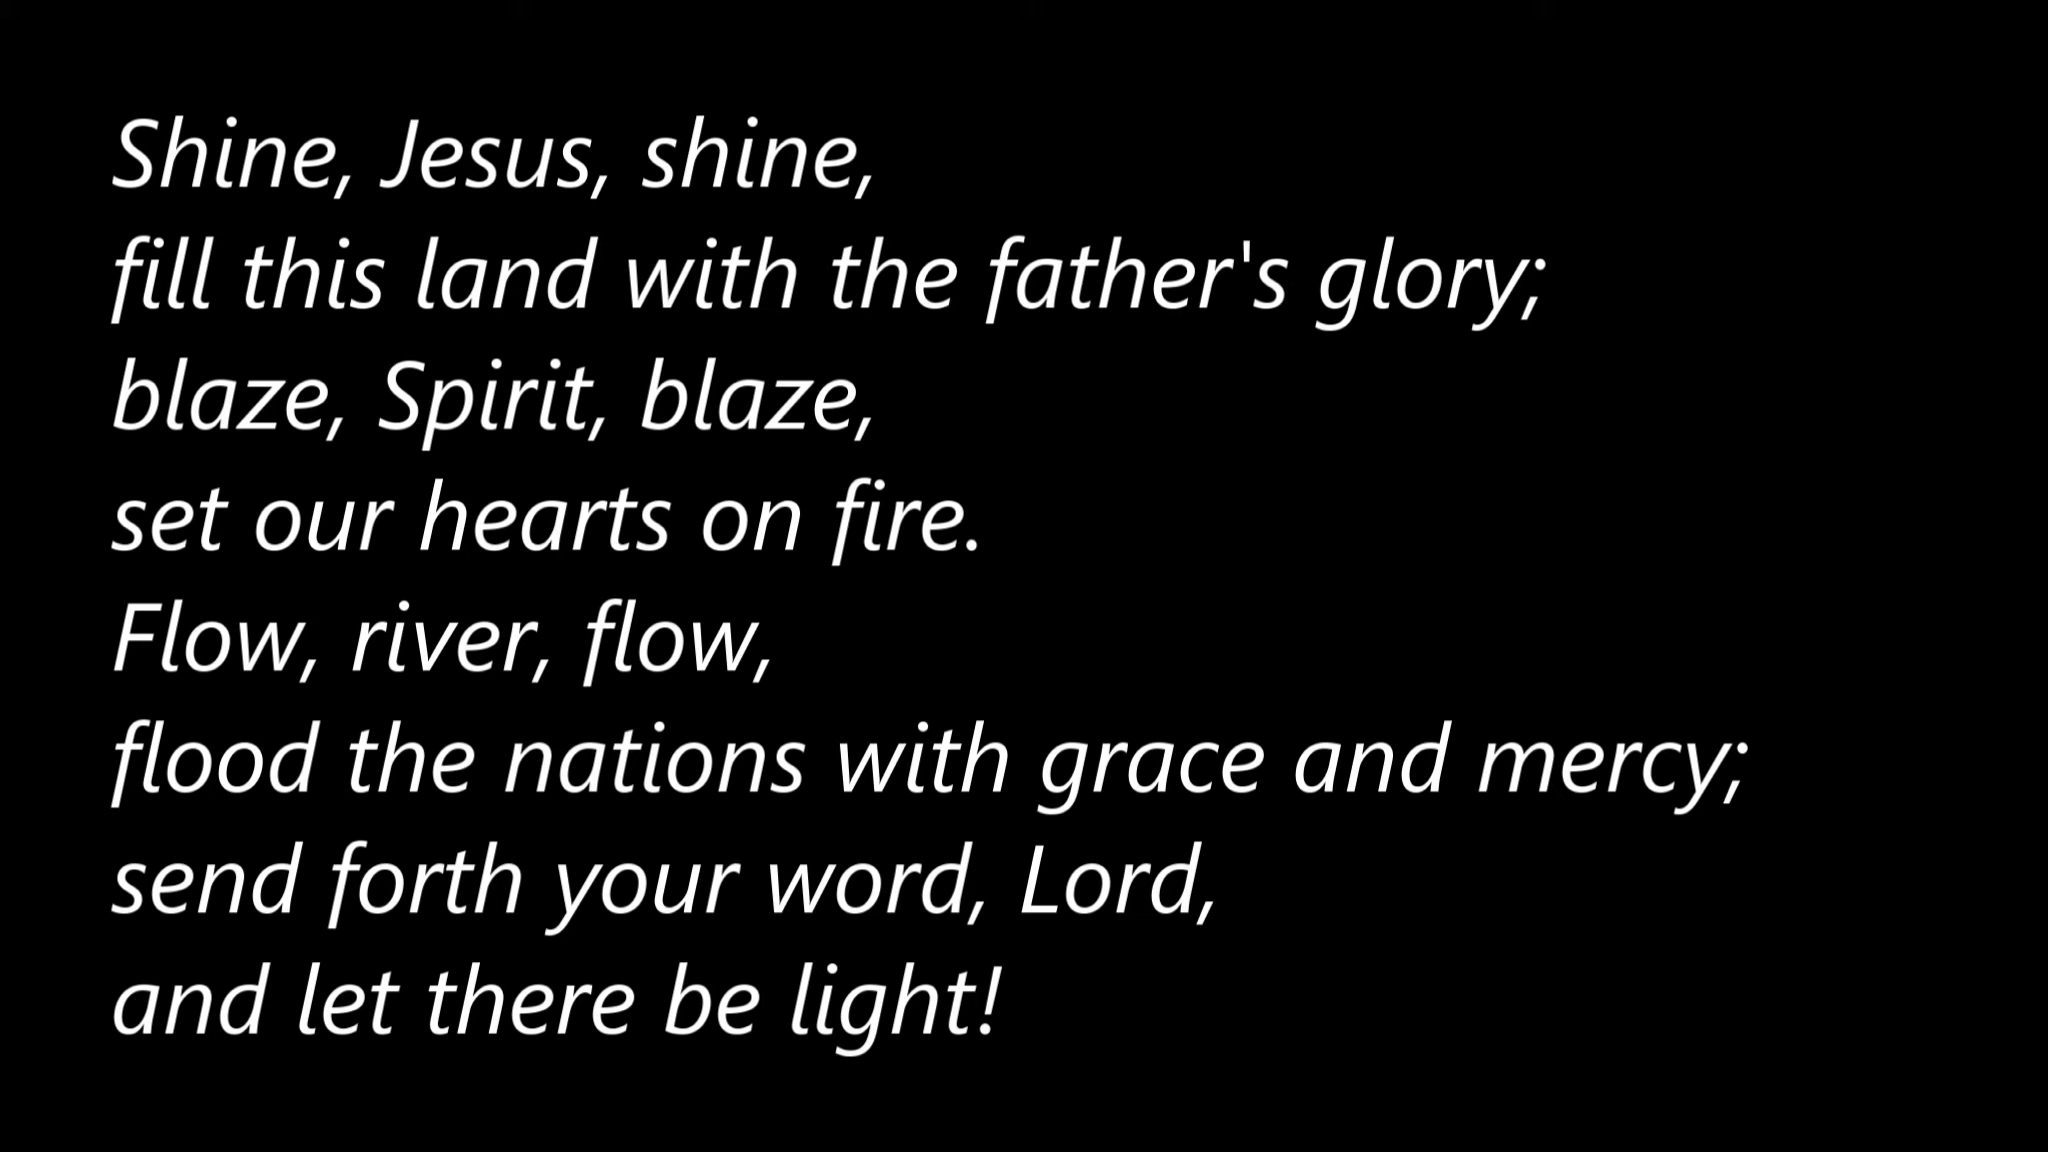 Shine, Jesus, shine,
fill this land with the father's glory;
blaze, Spirit, blaze,
set our hearts on fire.
Flow, river, flow,
flood the nations with grace and mercy;
send forth your word, Lord,
and let there be light!